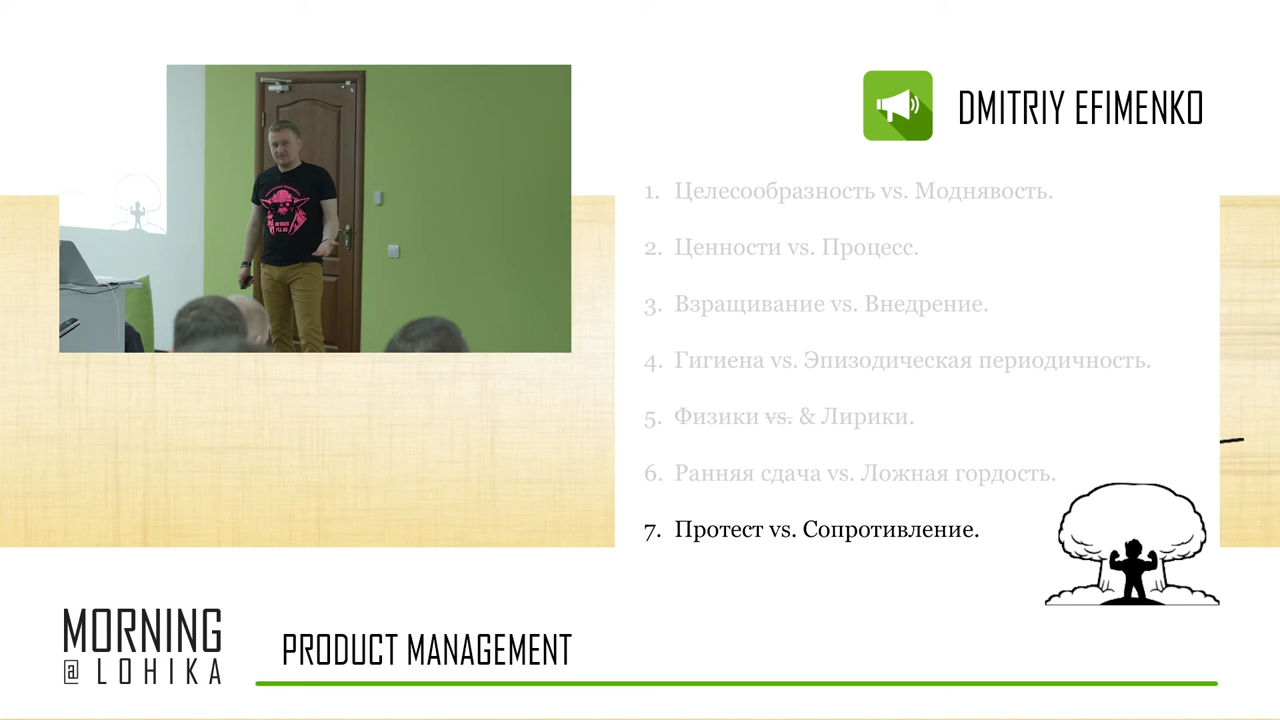 DMITRIY EFIMENKO
1. Целесообразность vs. Моднявость.
2. Ценности vs. Процесс.
3. Взращивание vs. Внедрение.
4. Гигиена vs. Эпизодическая периодичность.
5. Физики vs. & Лирики.
6. Ранняя сдача vs. Ложная гордость.
7. Протест vs. Сопротивление.
MORNING
@ LOHIKA
PRODUCT MANAGEMENT